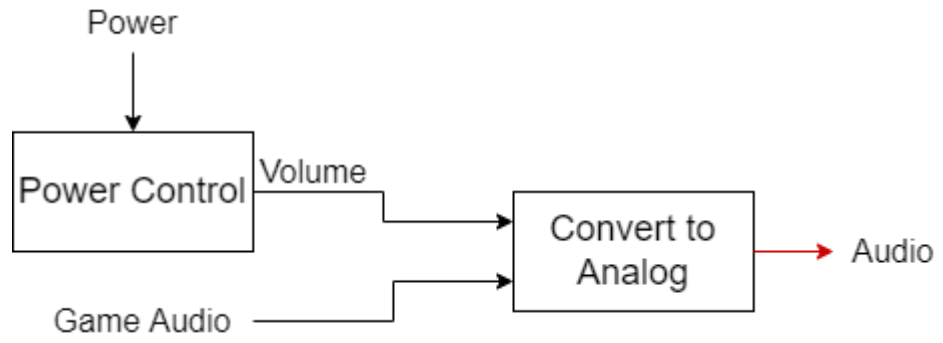 Power
Power Control
Volume
Convert to
Analog
Audio
Game Audio